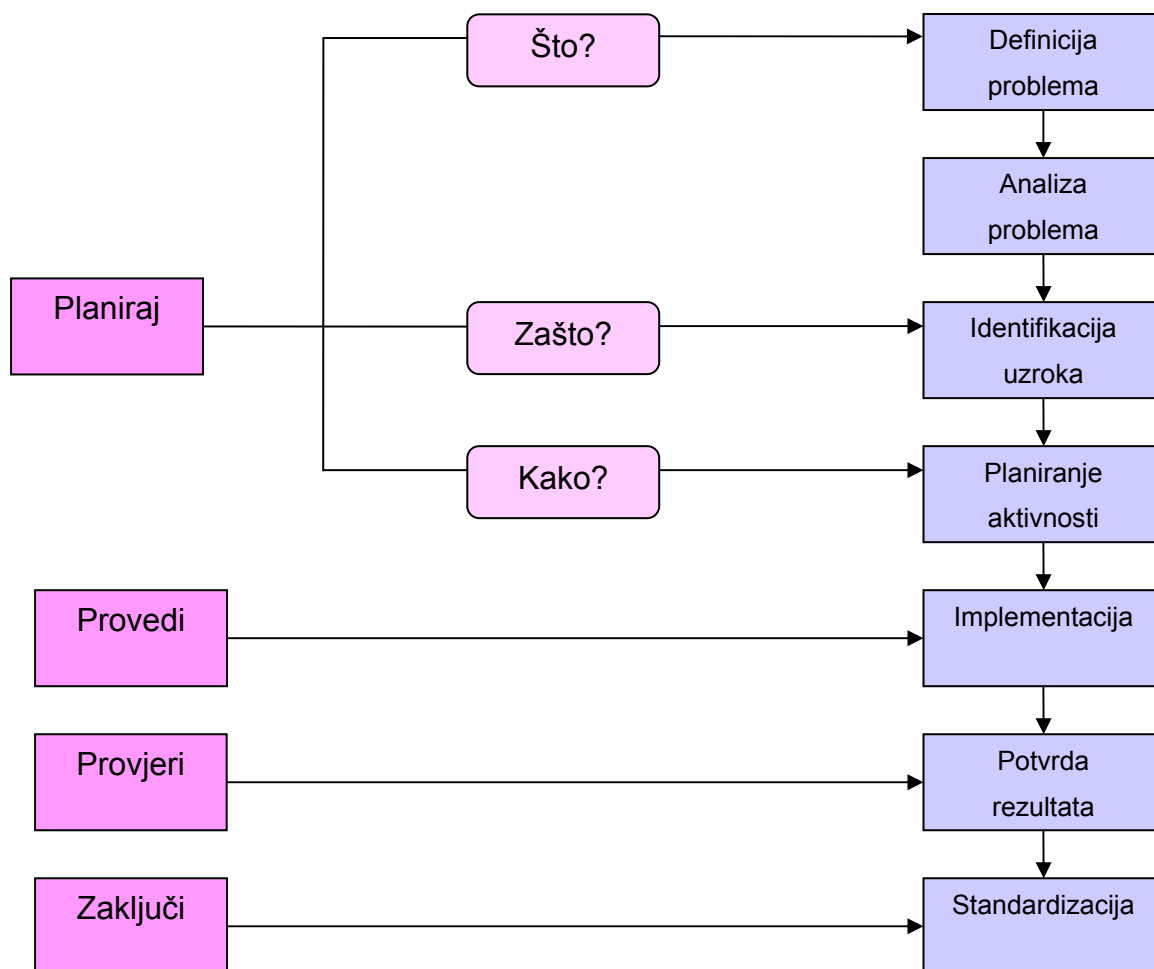 Što?
Definicija
problema
Analiza
problema
Planiraj
Zašto?
Identifikacija
uzroka
Kako?
Planiranje
aktivnosti
Provedi
Implementacija
Provjeri
Potvrda
rezultata
Zaključi
Standardizacija